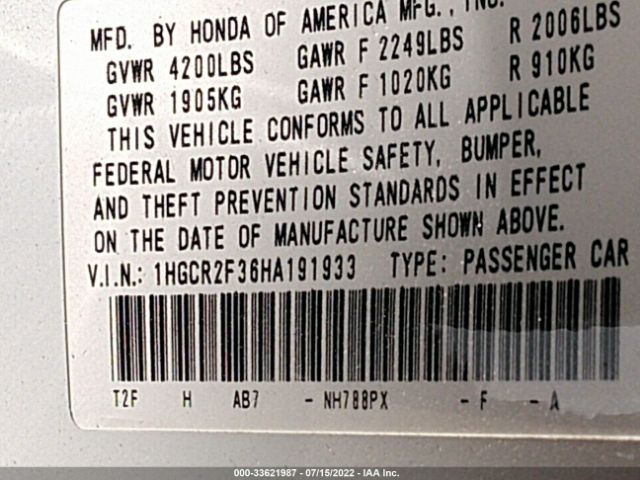 MFD. BY HONDA OF AMERICA MFG., INC.
GVWR 4200LBS GAWR F 2249LBS R 2006LBS
GVWR 1905KG GAWR F 1020KG R 910KG
THIS VEHICLE CONFORMS TO ALL APPLICABLE
FEDERAL MOTOR VEHICLE SAFETY, BUMPER,
AND THEFT PREVENTION STANDARDS IN EFFECT
ON THE DATE OF MANUFACTURE SHOWN ABOVE.
V.I.N.: 1HGCR2F36HA191933 TYPE: PASSENGER CAR
T2F H AB7 - NH788PX - F - A
000-33621987 - 07/15/2022 - IAA Inc.